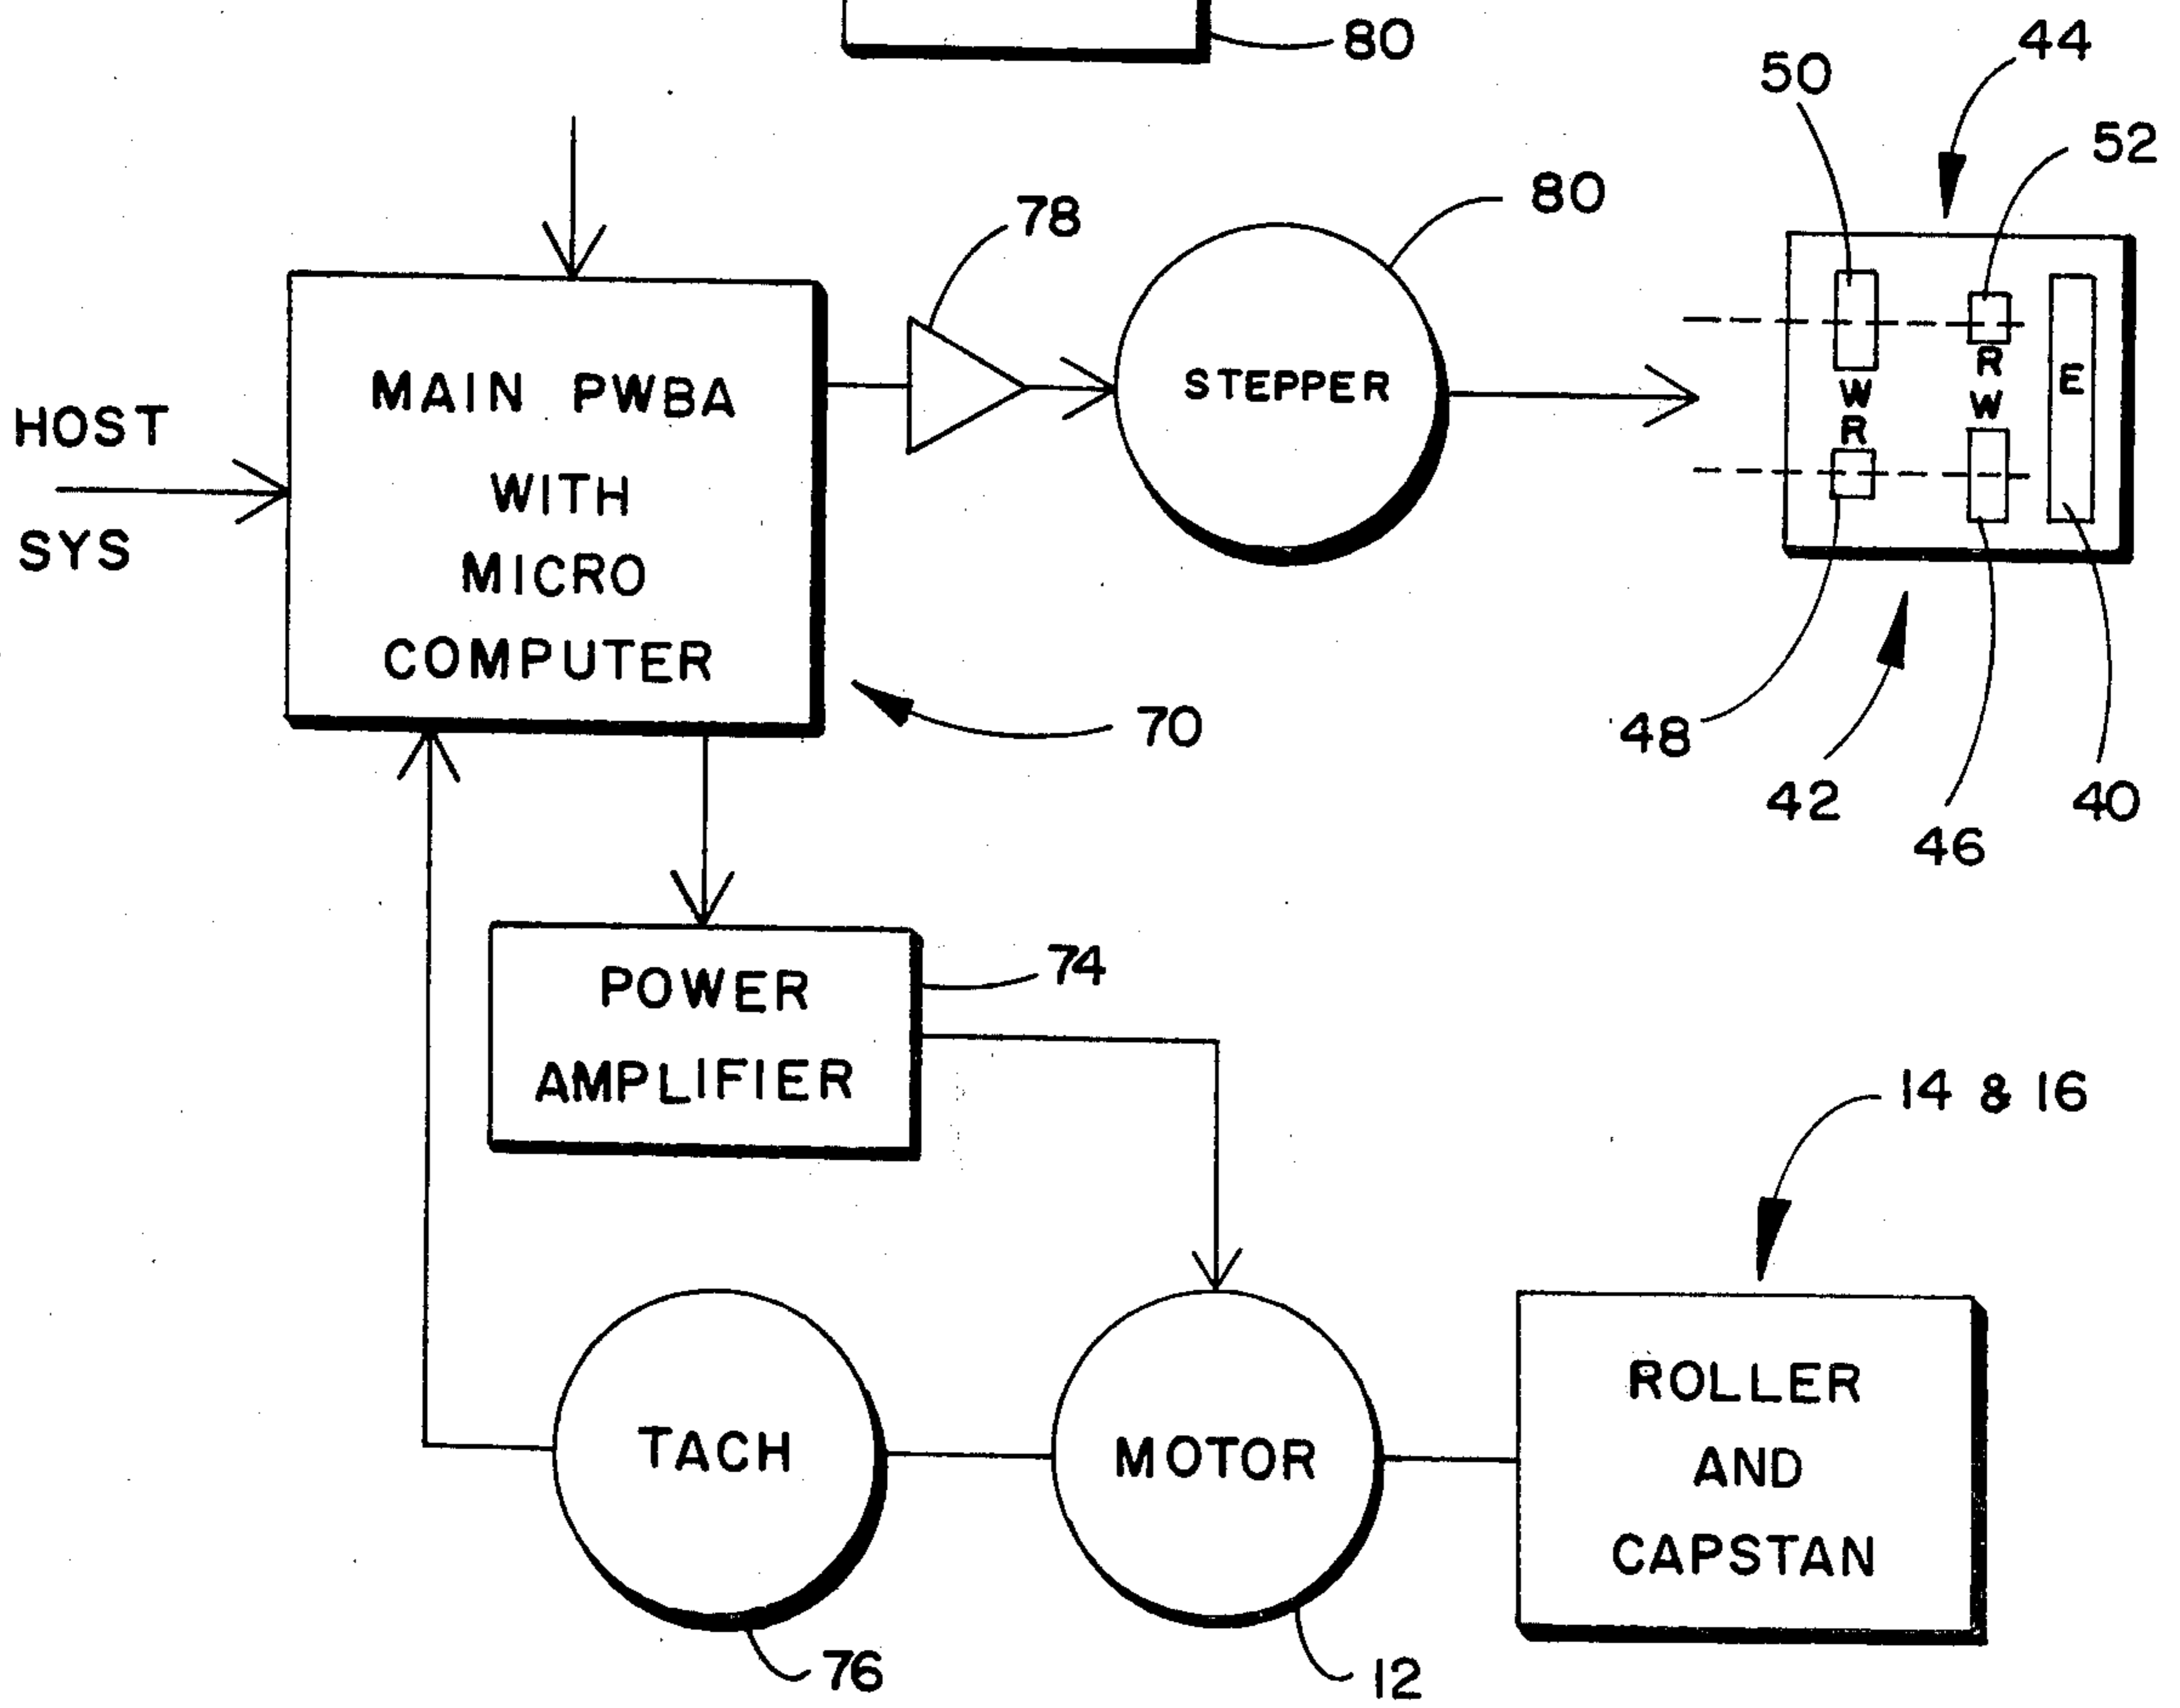 80
44
50
52
78
80
MAIN PWBA
WITH
MICRO
COMPUTER
HOST
SYS
STEPPER
W
R
R
W
E
70
48
42
46
40
POWER
AMPLIFIER
74
14 & 16
TACH
MOTOR
ROLLER
AND
CAPSTAN
76
12